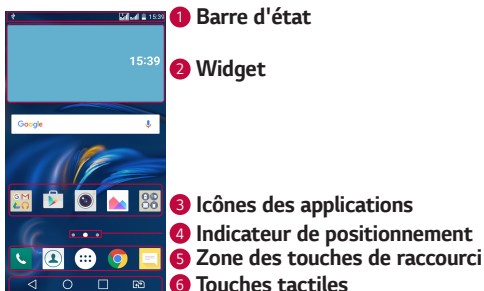 15:39
1 Barre d'état
15:39
2 Widget
Google
3 Icônes des applications
4 Indicateur de positionnement
5 Zone des touches de raccourci
6 Touches tactiles